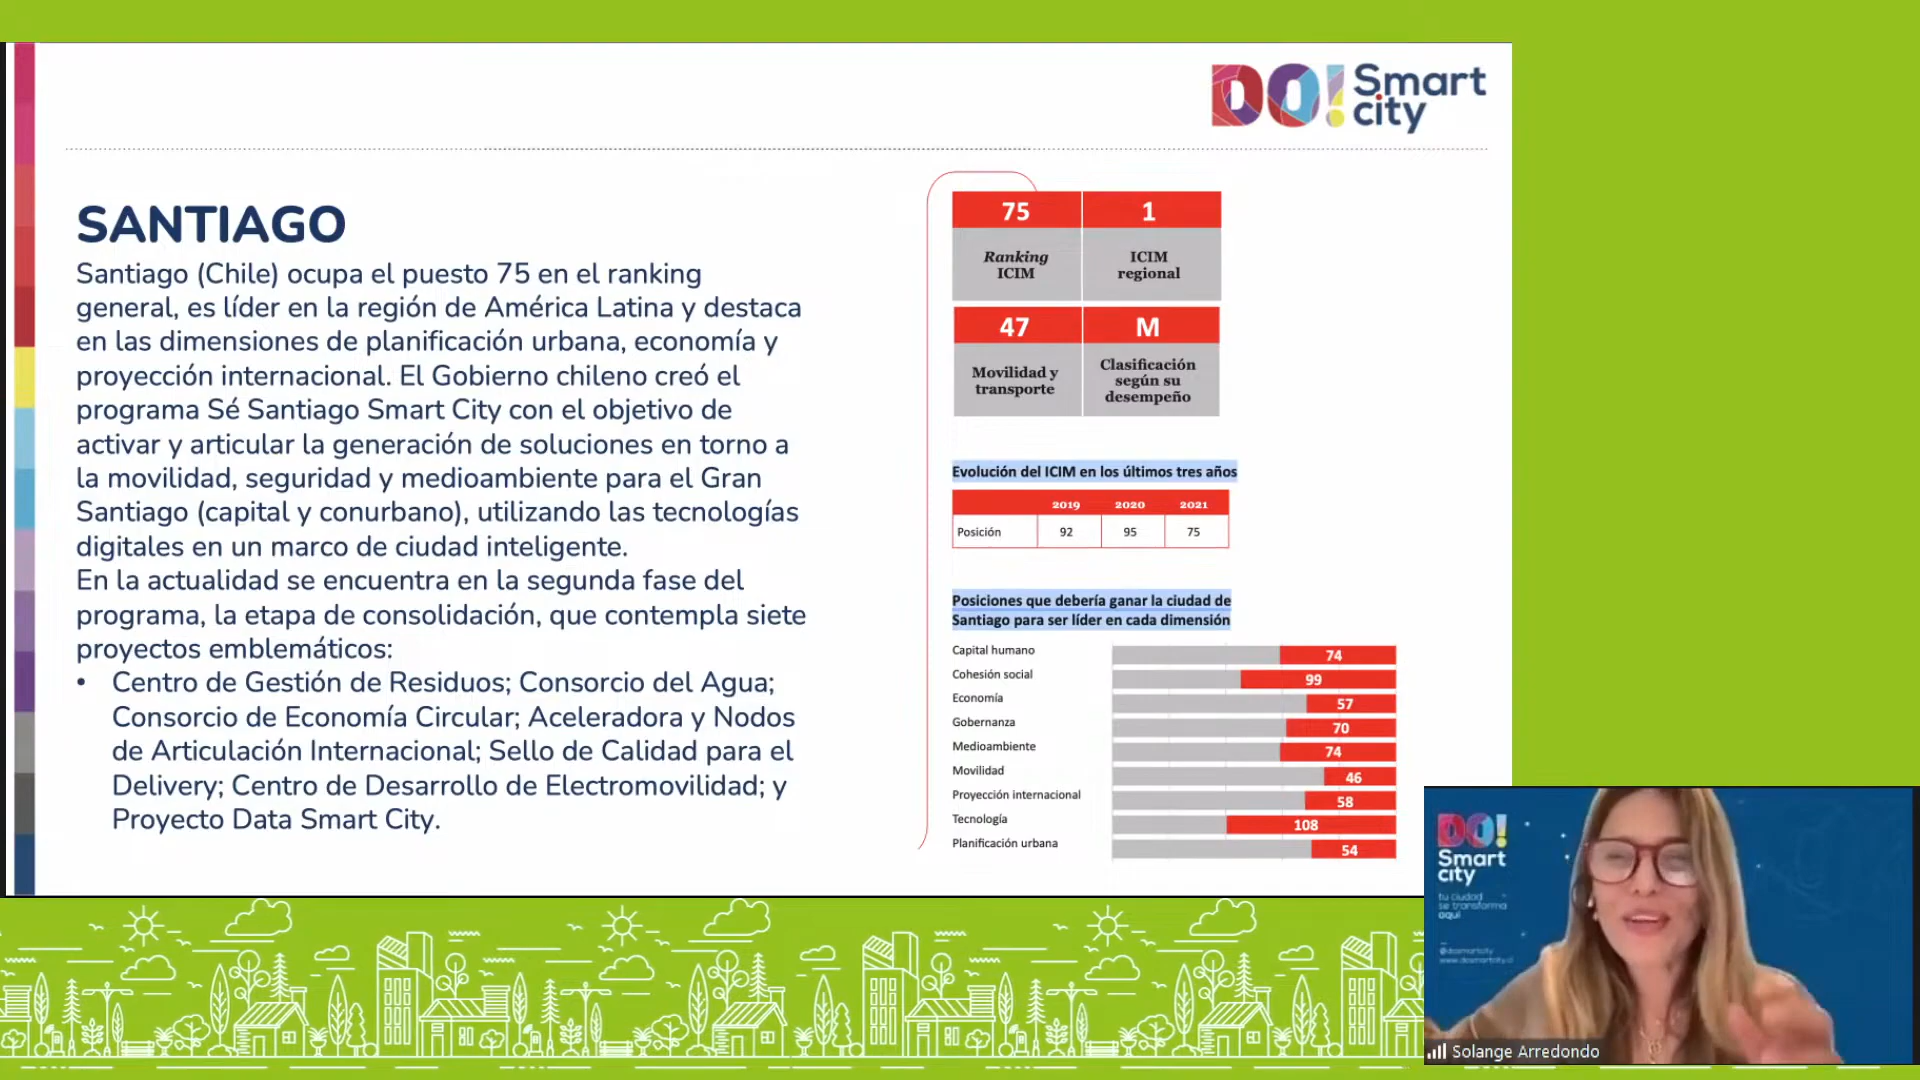 DO! Smart
city
SANTIAGO
Santiago (Chile) ocupa el puesto 75 en el ranking
general, es líder en la región de América Latina y destaca
en las dimensiones de planificación urbana, economía y
proyección internacional. El Gobierno chileno creó el
programa Sé Santiago Smart City con el objetivo de
activar y articular la generación de soluciones en torno a
la movilidad, seguridad y medioambiente para el Gran
Santiago (capital y conurbano), utilizando las tecnologías
digitales en un marco de ciudad inteligente.
En la actualidad se encuentra en la segunda fase del
programa, la etapa de consolidación, que contempla siete
proyectos emblemáticos:
• Centro de Gestión de Residuos; Consorcio del Agua;
Consorcio de Economía Circular; Aceleradora y Nodos
de Articulación Internacional; Sello de Calidad para el
Delivery; Centro de Desarrollo de Electromovilidad; y
Proyecto Data Smart City.
75 1
Ranking
ICIM
ICIM
regional
47 M
Movilidad y
transporte
Clasificación
según su
desempeño
Evolución del ICIM en los últimos tres años
2019 2020 2021
Posición 92 95 75
Posiciones que debería ganar la ciudad de
Santiago para ser líder en cada dimensión
Capital humano 74
Cohesión social 99
Economía 57
Gobernanza 70
Medioambiente 74
Movilidad 46
Proyección internacional 58
Tecnología 108
Planificación urbana 54
DO!
Smart
city
tu ciudad
se transforma
aquí
@dosmartcity
www.dosmartcity.cl
Solange Arredondo